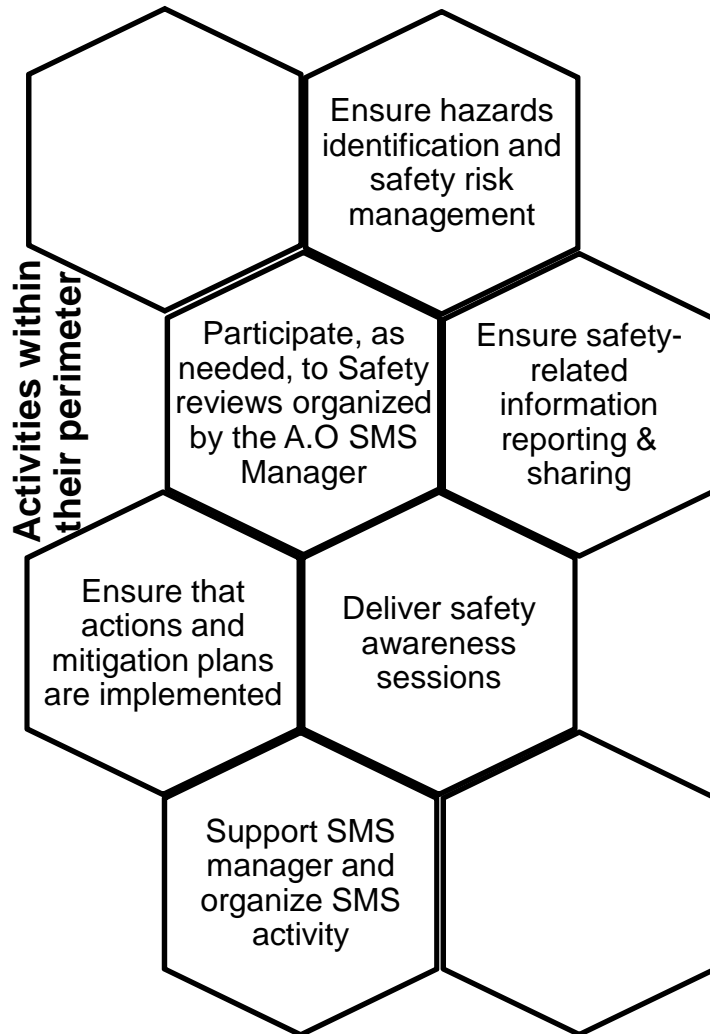 Ensure hazards
identification and
safety risk
management
Activities within
their perimeter
Participate, as
needed, to Safety
reviews organized
by the A.O SMS
Manager
Ensure safety-
related
information
reporting &
sharing
Ensure that
actions and
mitigation plans
are implemented
Deliver safety
awareness
sessions
Support SMS
manager and
organize SMS
activity